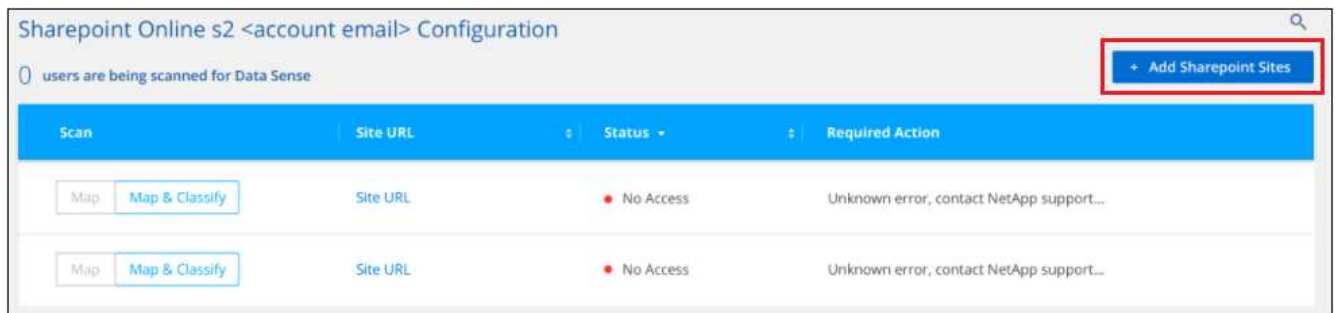 Sharepoint Online s2 <account email> Configuration
0 users are being scanned for Data Sense
+ Add Sharepoint Sites
Scan Site URL Status Required Action
Map Map & Classify Site URL No Access Unknown error, contact NetApp support...
Map Map & Classify Site URL No Access Unknown error, contact NetApp support...